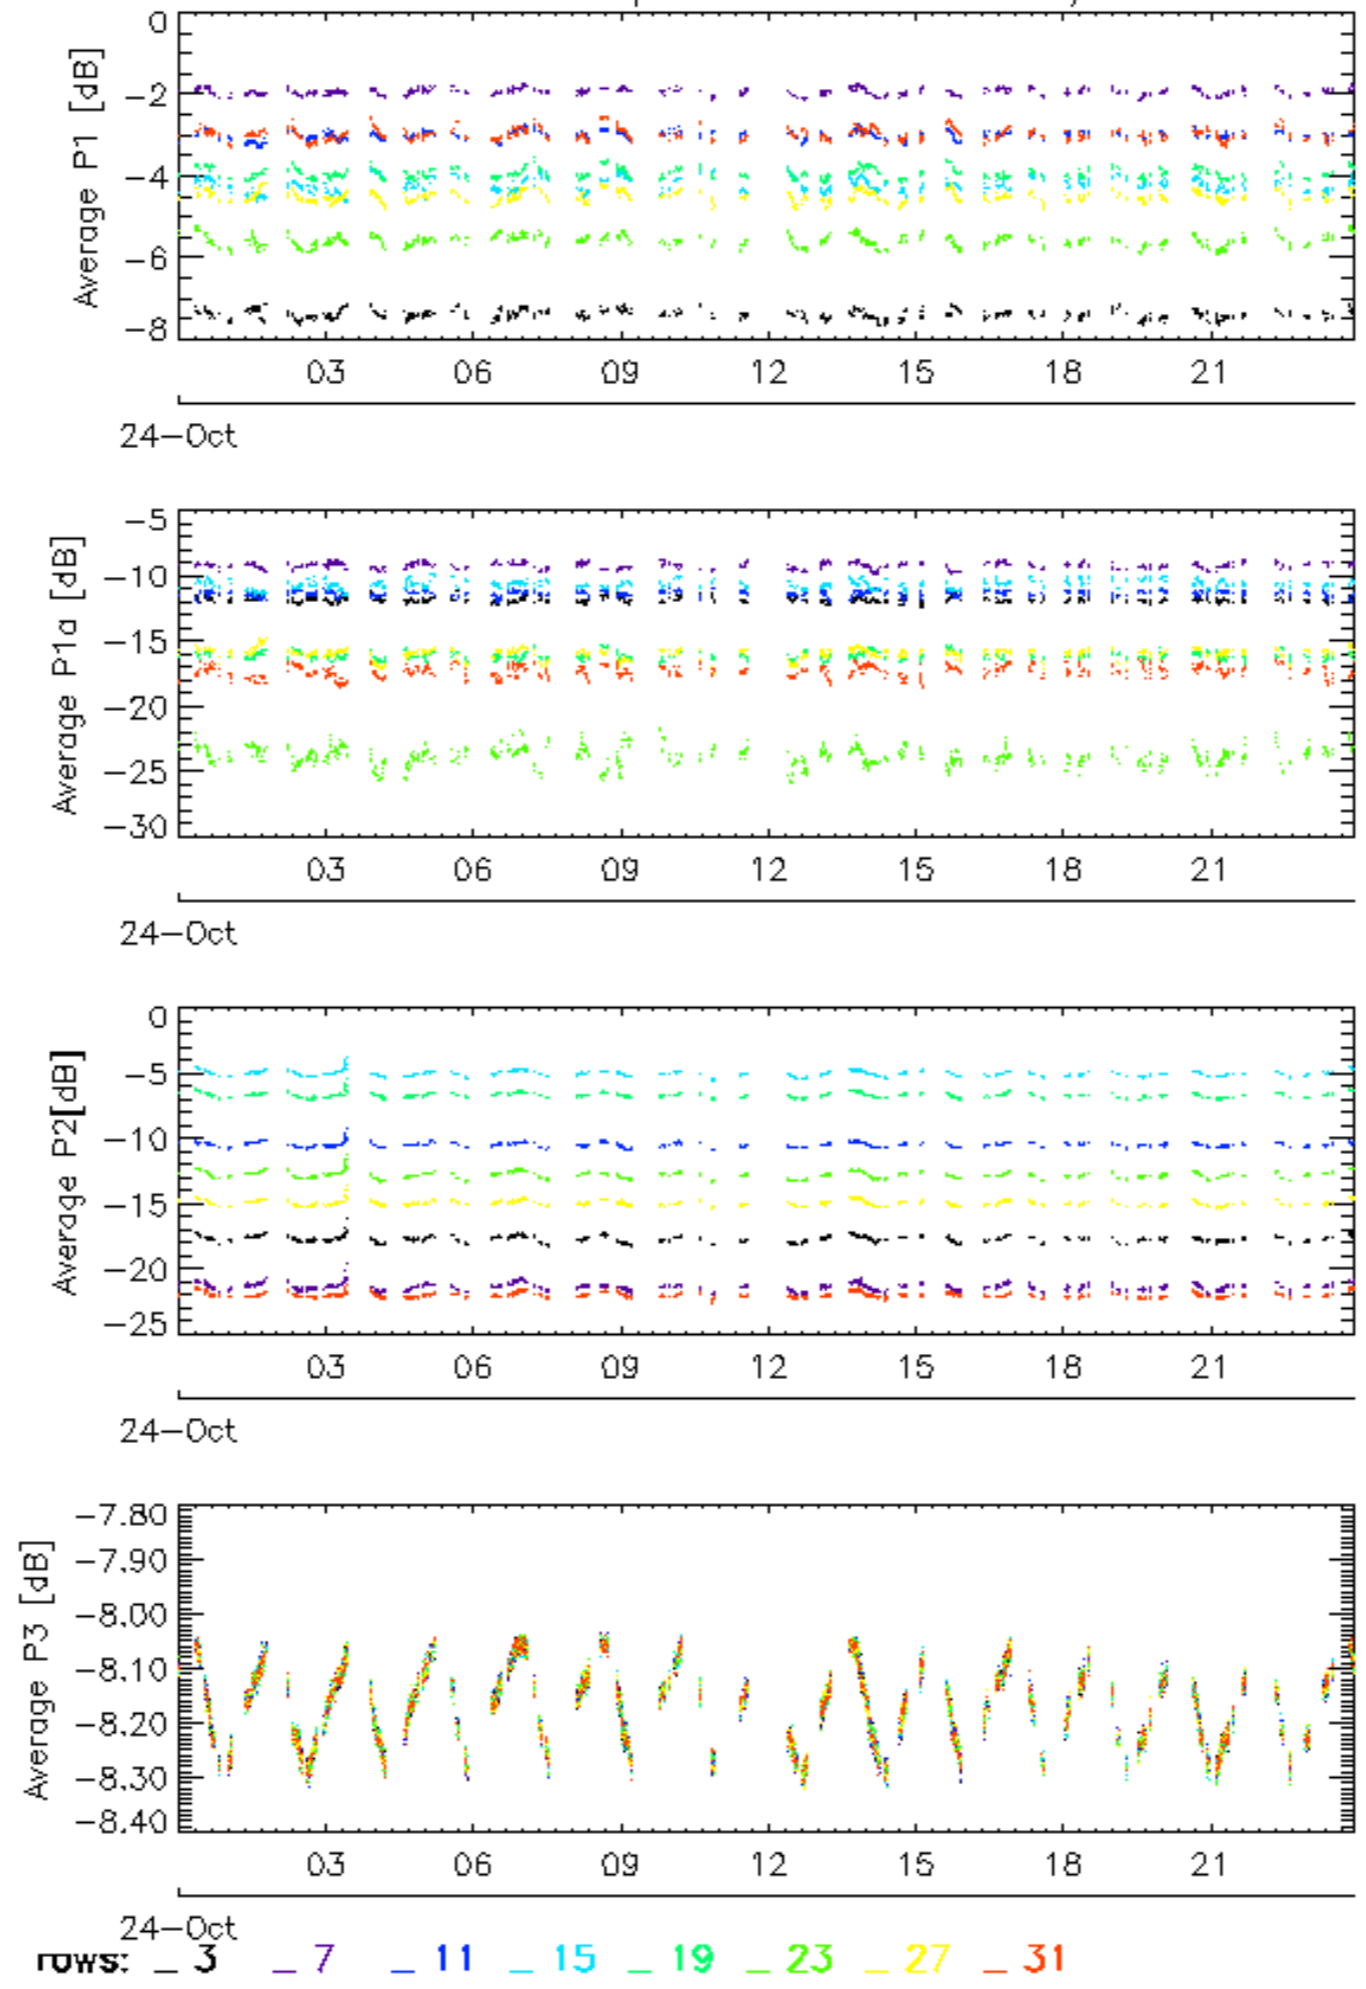 0
−2
−4
−6
−8
Average P1 [dB]
03 06 09 12 15 18 21
24−Oct
−5
−10
−15
−20
−25
−30
Average P1a [dB]
03 06 09 12 15 18 21
24−Oct
0
−5
−10
−15
−20
−25
Average P2[dB]
03 06 09 12 15 18 21
24−Oct
−7.80
−7.90
−8.00
−8.10
−8.20
−8.30
−8.40
Average P3 [dB]
03 06 09 12 15 18 21
24−Oct
rows: _ 3 _ 7 _ 11 _ 15 _ 19 _ 23 _ 27 _ 31